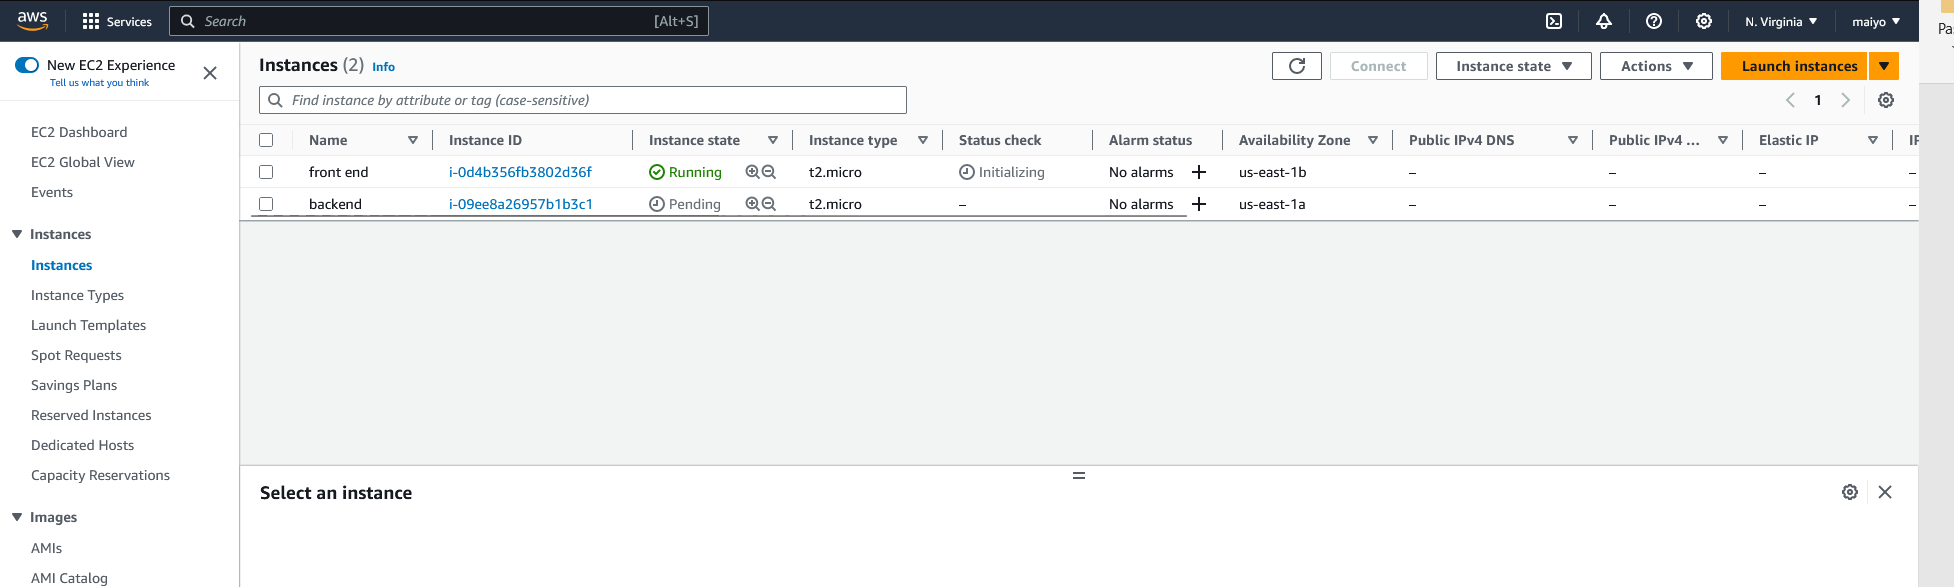 aws Services Search [Alt+S] N. Virginia maiyo
Pa
New EC2 Experience
Tell us what you think
EC2 Dashboard
EC2 Global View
Events
Instances
Instances
Instance Types
Launch Templates
Spot Requests
Savings Plans
Reserved Instances
Dedicated Hosts
Capacity Reservations
Images
AMIs
AMI Catalog
Instances (2) Info
Connect Instance state Actions Launch instances
Find instance by attribute or tag (case-sensitive)
1
Name Instance ID Instance state Instance type Status check Alarm status Availability Zone Public IPv4 DNS Public IPv4 ... Elastic IP
front end i-0d4b356fb3802d36f Running t2.micro Initializing No alarms + us-east-1b – – – –
backend i-09ee8a26957b1b3c1 Pending t2.micro – No alarms + us-east-1a – – – –
Select an instance